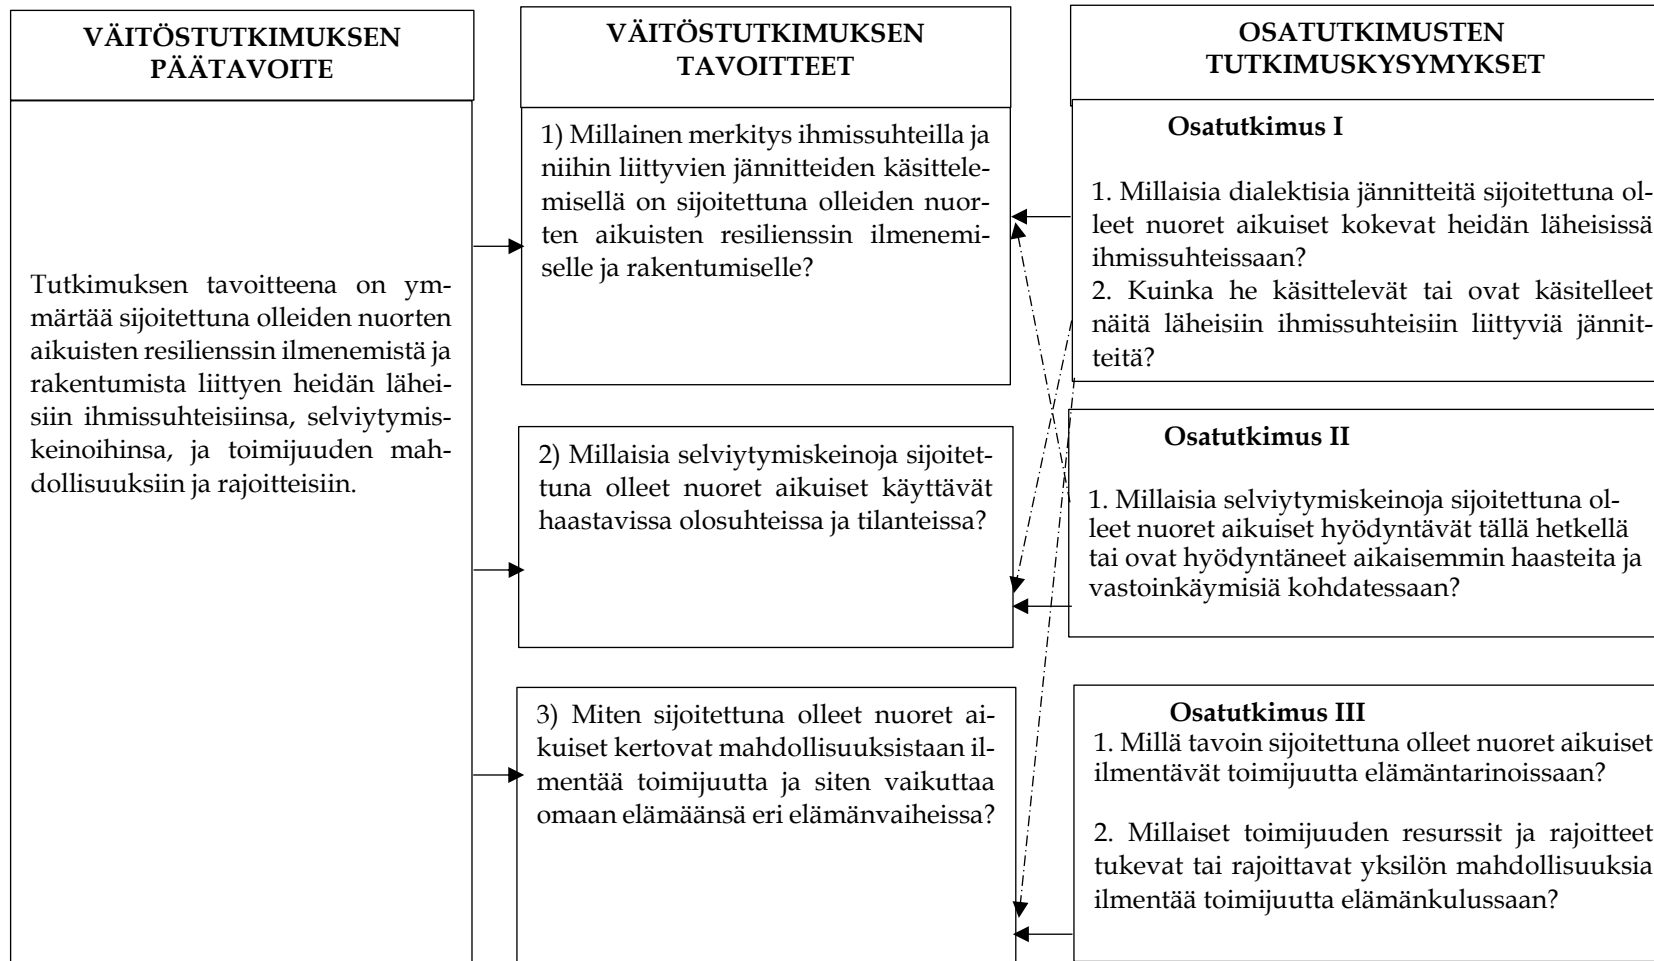 VÄITÖSTUTKIMUKSEN
PÄÄTAVOITE
Tutkimuksen tavoitteena on ym-
märtää sijoitettuna olleiden nuorten
aikuisten resilienssin ilmenemistä ja
rakentumista liittyen heidän lähei-
siin ihmissuhteisiinsa, selviytymis-
keinoihinsa, ja toimijuuden mah-
dollisuuksiin ja rajoitteisiin.
VÄITÖSTUTKIMUKSEN
TAVOITTEET
1) Millainen merkitys ihmissuhteilla ja
niihin liittyvien jännitteiden käsittele-
misellä on sijoitettuna olleiden nuor-
ten aikuisten resilienssin ilmenemi-
selle ja rakentumiselle?
2) Millaisia selviytymiskeinoja sijoitet-
tuna olleet nuoret aikuiset käyttävät
haastavissa olosuhteissa ja tilanteissa?
3) Miten sijoitettuna olleet nuoret ai-
kuiset kertovat mahdollisuuksistaan il-
mentää toimijuutta ja siten vaikuttaa
omaan elämäänsä eri elämänvaiheissa?
OSATUTKIMUSTEN
TUTKIMUSKYSYMYKSET
Osatutkimus I
1. Millaisia dialektisia jännitteitä sijoitettuna ol-
leet nuoret aikuiset kokevat heidän läheisissä
ihmissuhteissaan?
2. Kuinka he käsittelevät tai ovat käsitelleet
näitä läheisiin ihmissuhteisiin liittyviä jännit-
teitä?
Osatutkimus II
1. Millaisia selviytymiskeinoja sijoitettuna ol-
leet nuoret aikuiset hyödyntävät tällä hetkellä
tai ovat hyödyntäneet aikaisemmin haasteita ja
vastoinkäymisiä kohdatessaan?
Osatutkimus III
1. Millä tavoin sijoitettuna olleet nuoret aikuiset
ilmentävät toimijuutta elämäntarinoissaan?
2. Millaiset toimijuuden resurssit ja rajoitteet
tukevat tai rajoittavat yksilön mahdollisuuksia
ilmentää toimijuutta elämänkulussaan?